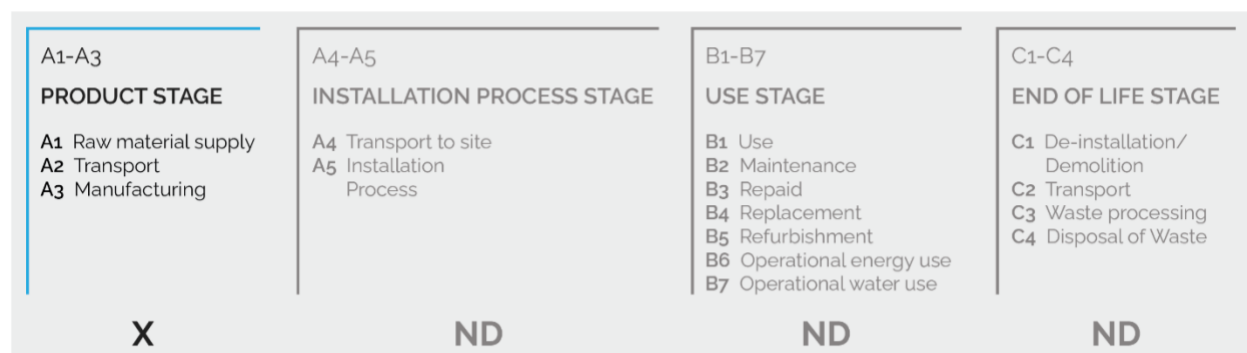 A1-A3
PRODUCT STAGE
A1 Raw material supply
A2 Transport
A3 Manufacturing
X
A4-A5
INSTALLATION PROCESS STAGE
A4 Transport to site
A5 Installation
Process
ND
B1-B7
USE STAGE
B1 Use
B2 Maintenance
B3 Repaid
B4 Replacement
B5 Refurbishment
B6 Operational energy use
B7 Operational water use
ND
C1-C4
END OF LIFE STAGE
C1 De-installation/
Demolition
C2 Transport
C3 Waste processing
C4 Disposal of Waste
ND